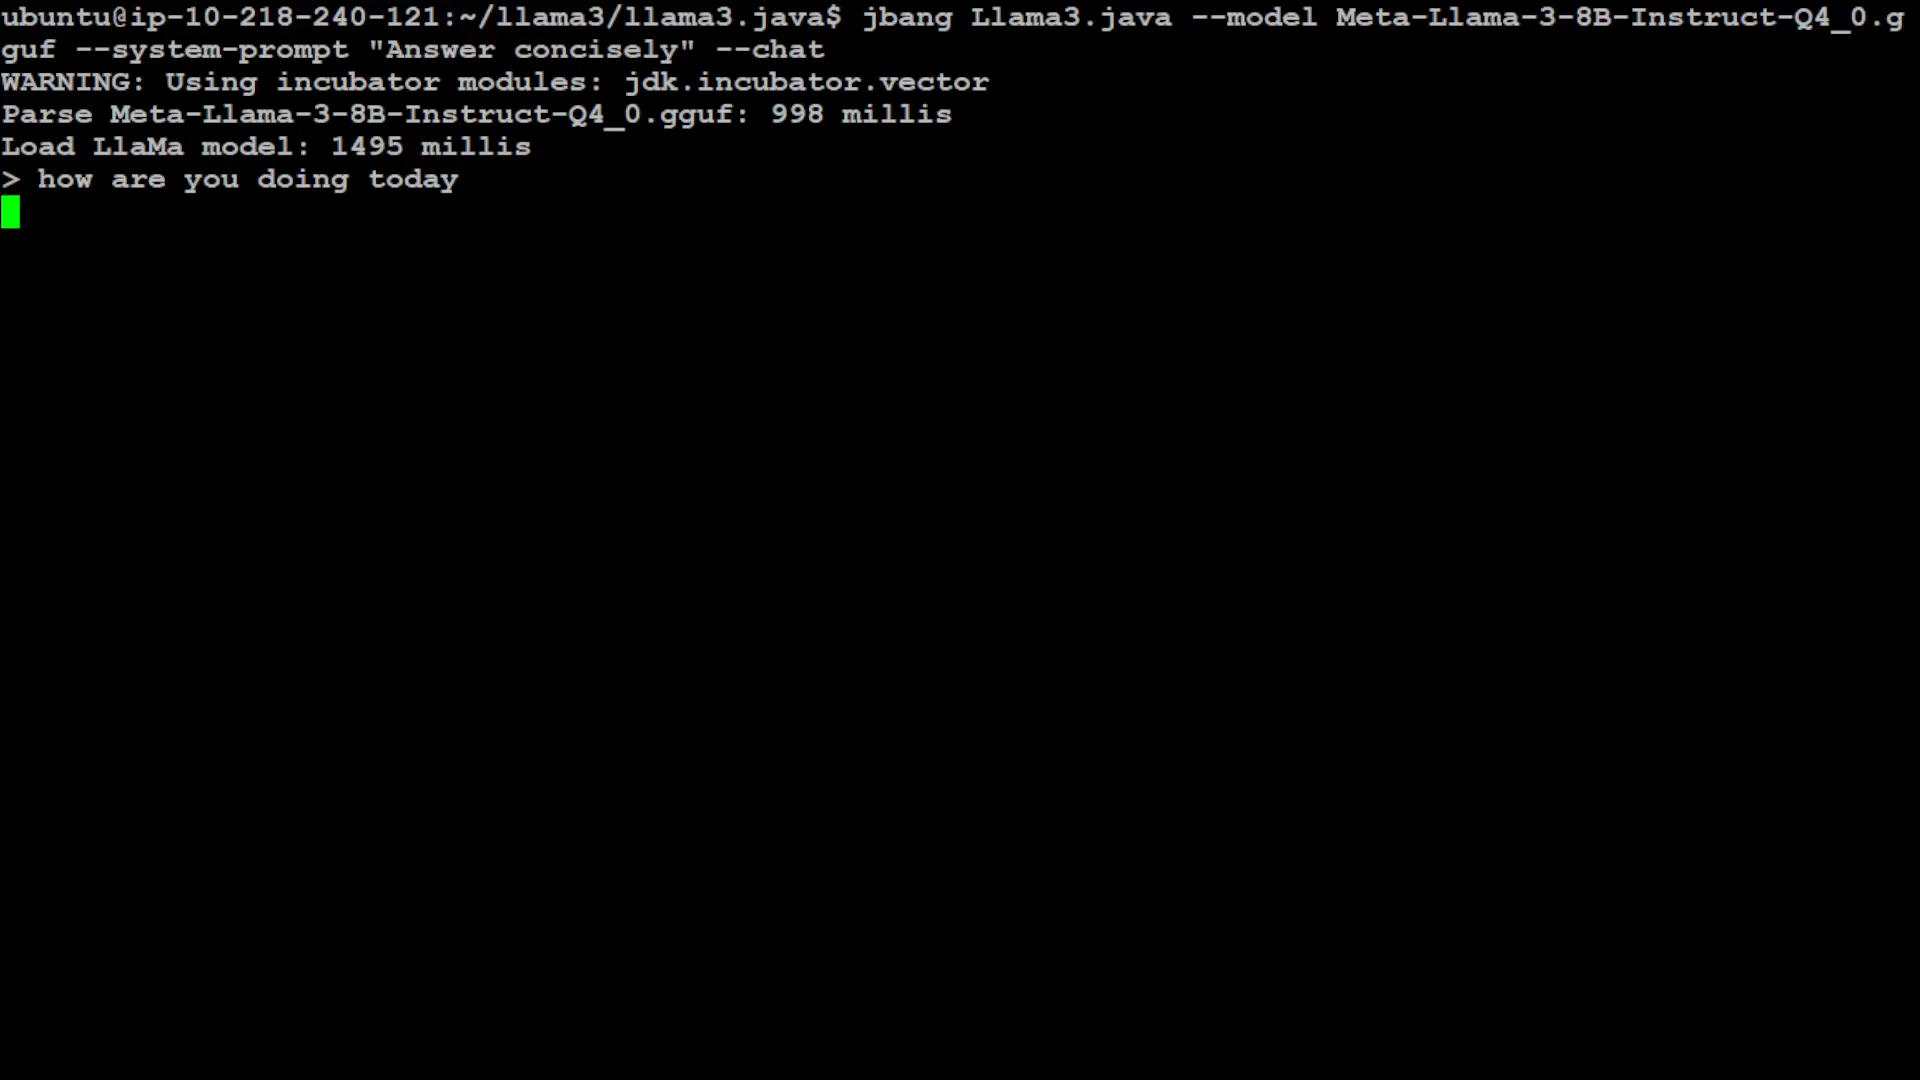 ubuntu@ip-10-218-240-121:~/llama3/llama3.java$ jbang Llama3.java --model Meta-Llama-3-8B-Instruct-Q4_0.g
guf --system-prompt "Answer concisely" --chat
WARNING: Using incubator modules: jdk.incubator.vector
Parse Meta-Llama-3-8B-Instruct-Q4_0.gguf: 998 millis
Load LlaMa model: 1495 millis
> how are you doing today